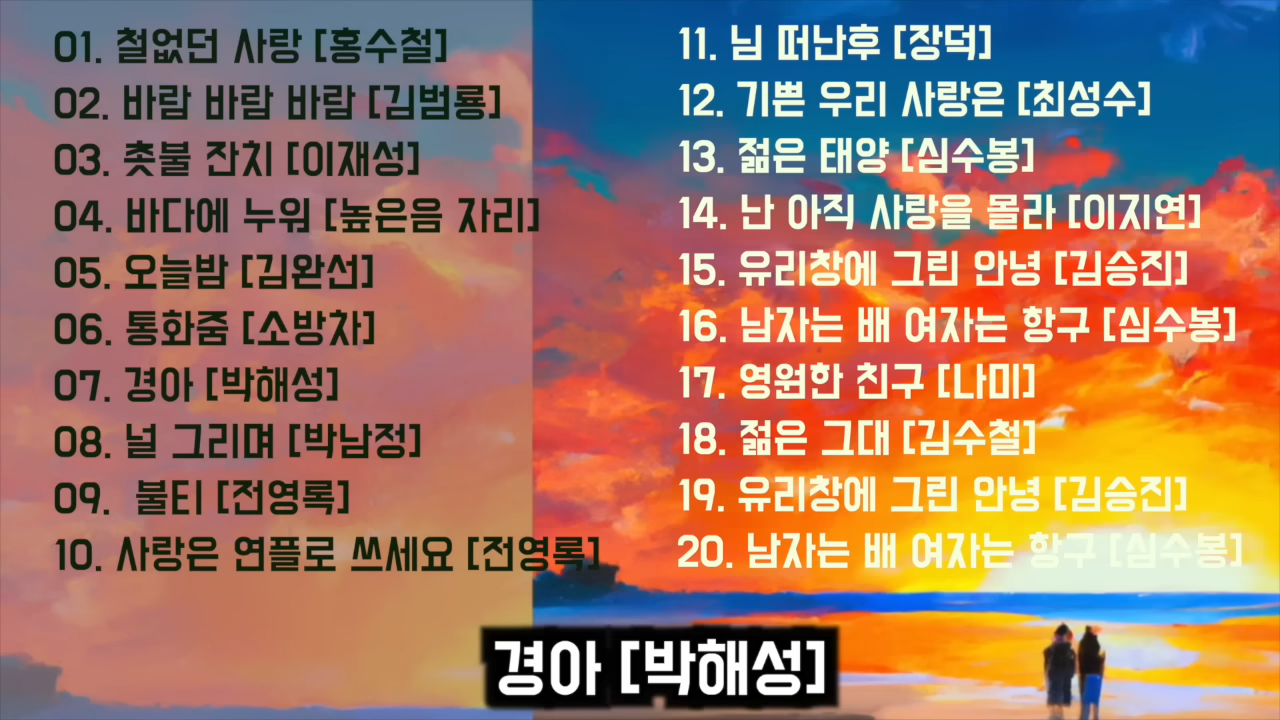 01. 철없던 사랑 [홍수철]
02. 바람 바람 바람 [김범룡]
03. 촛불 잔치 [이재성]
04. 바다에 누워 [높은음 자리]
05. 오늘밤 [김완선]
06. 통화줌 [소방차]
07. 경아 [박해성]
08. 널 그리며 [박남정]
09. 불티 [전영록]
10. 사랑은 연플로 쓰세요 [전영록]
11. 님 떠난후 [장덕]
12. 기쁜 우리 사랑은 [최성수]
13. 젊은 태양 [심수봉]
14. 난 아직 사랑을 몰라 [이지연]
15. 유리창에 그린 안녕 [김승진]
16. 남자는 배 여자는 항구 [심수봉]
17. 영원한 친구 [나미]
18. 젊은 그대 [김수철]
19. 유리창에 그린 안녕 [김승진]
20. 남자는 배 여자는 항구 [심수봉]
경아 [박해성]